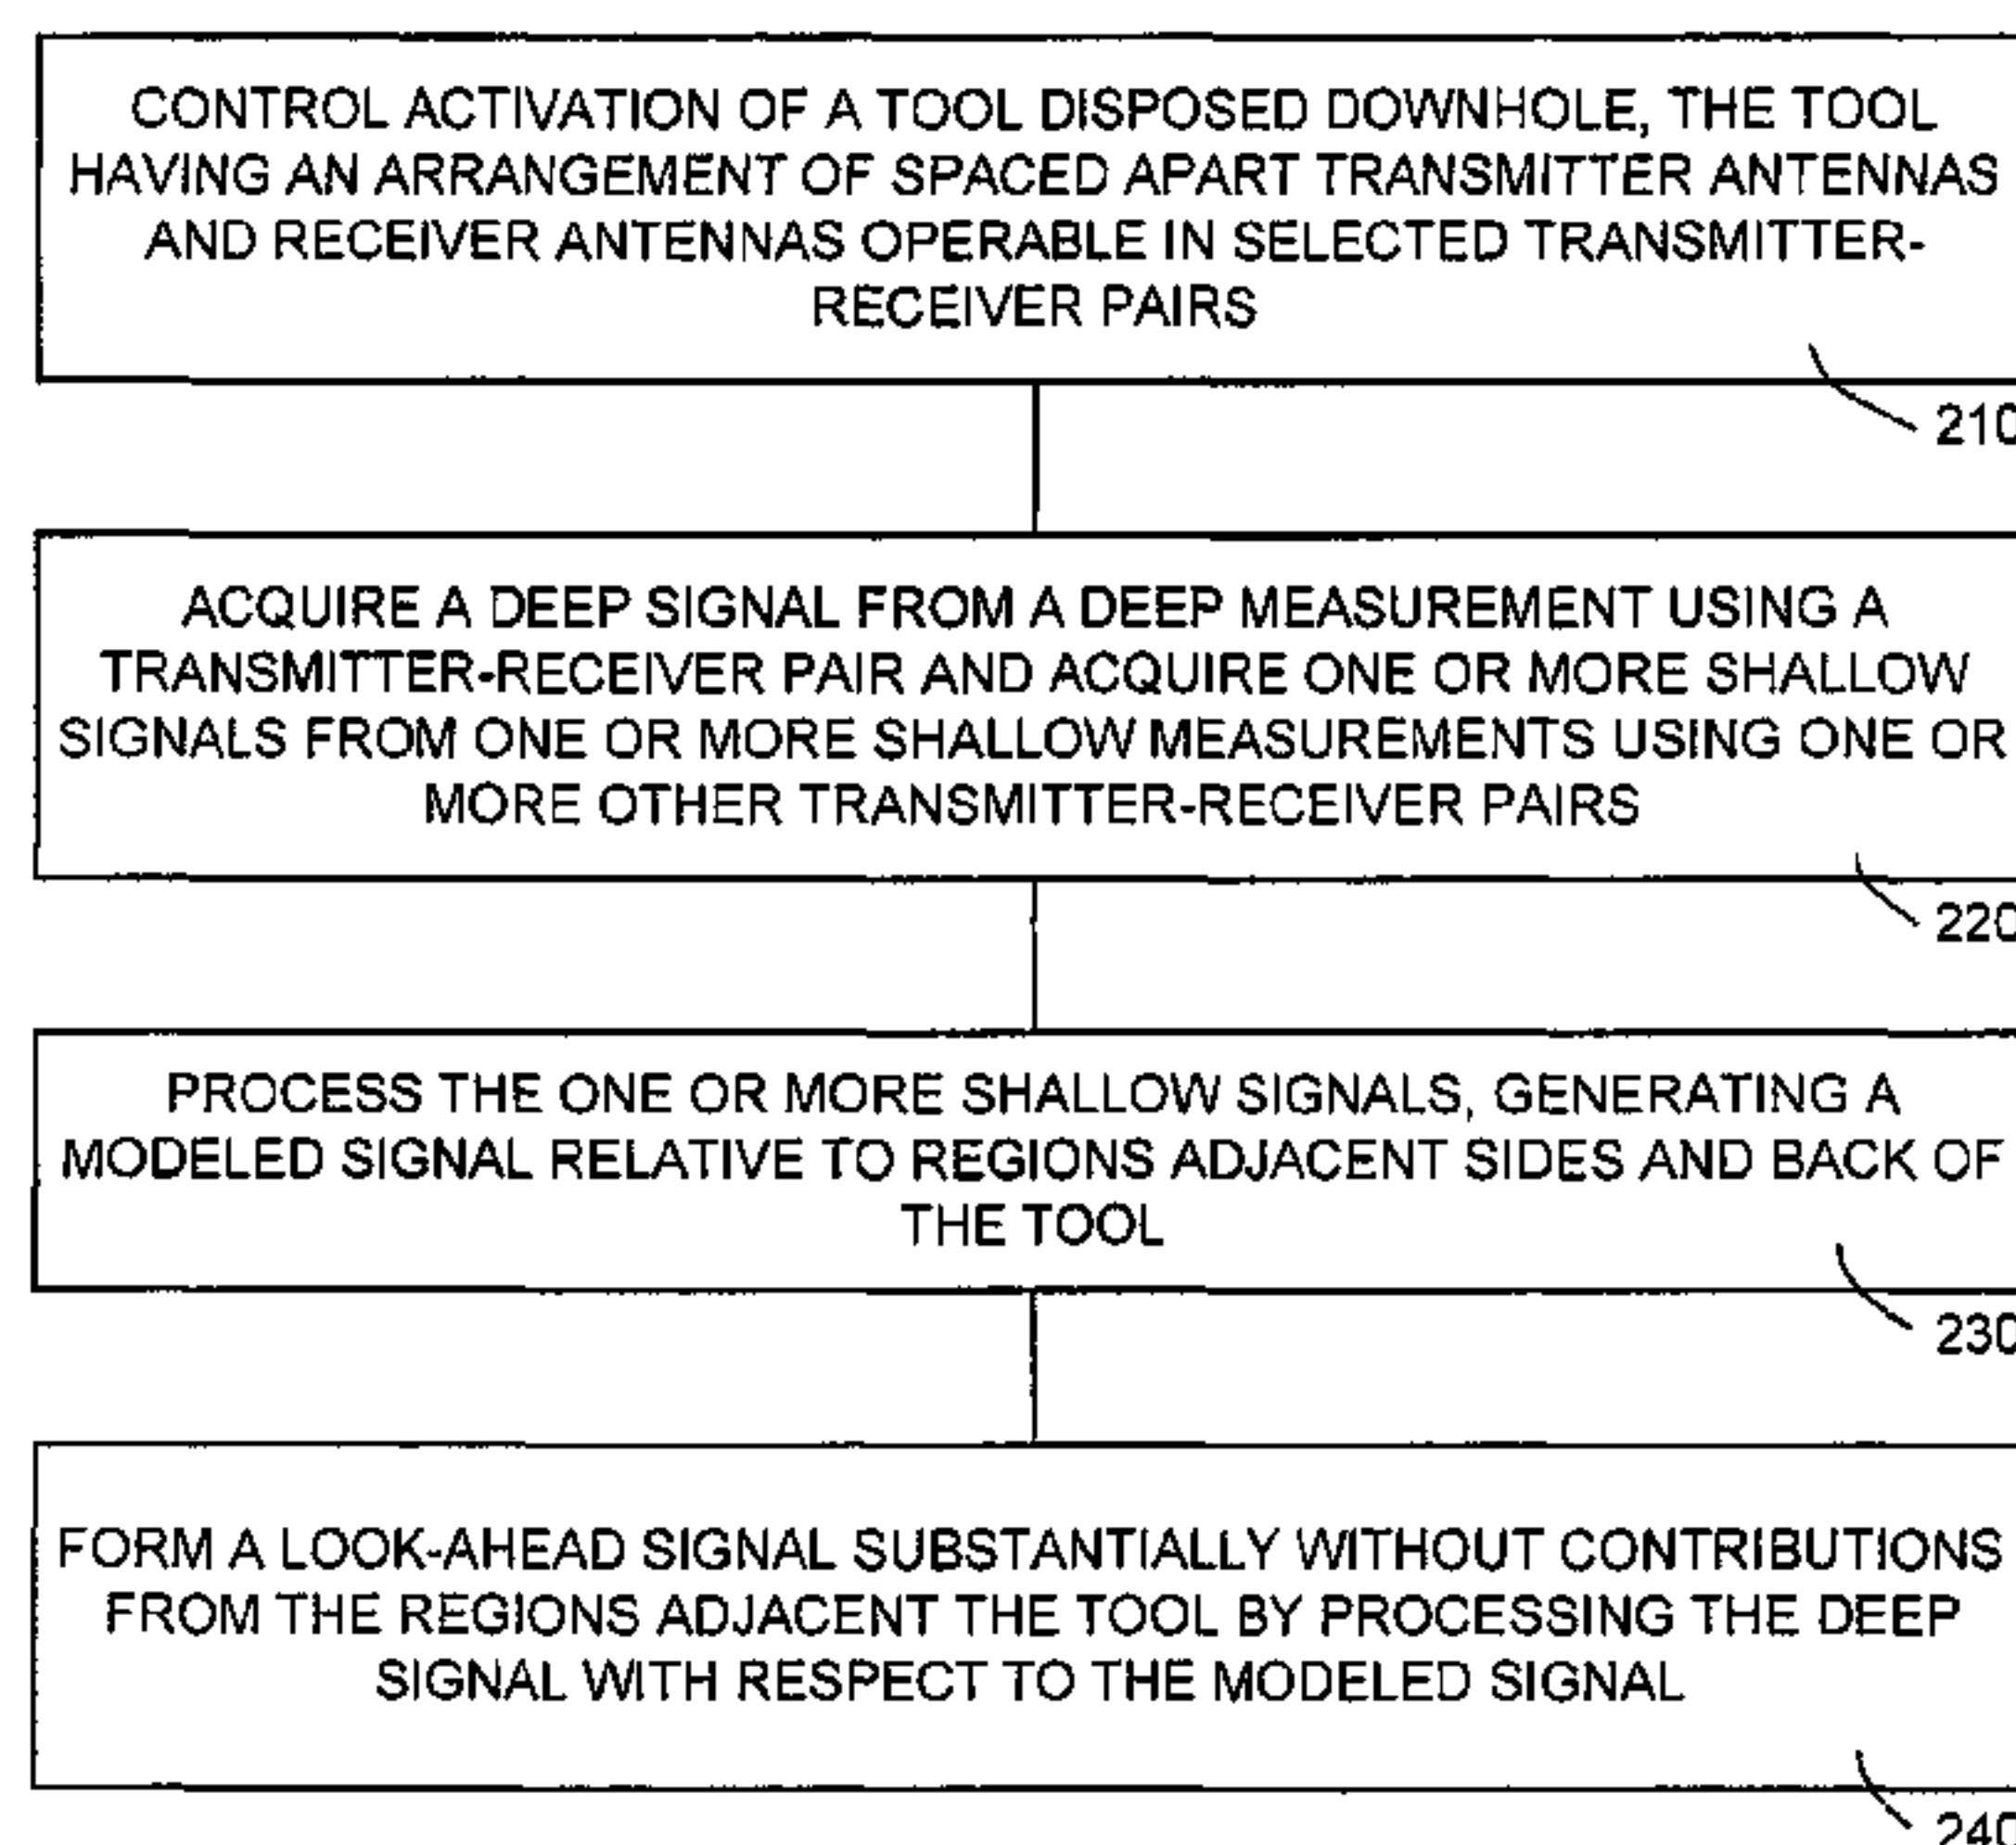 CONTROL ACTIVATION OF A TOOL DISPOSED DOWNHOLE, THE TOOL
HAVING AN ARRANGEMENT OF SPACED APART TRANSMITTER ANTENNAS
AND RECEIVER ANTENNAS OPERABLE IN SELECTED TRANSMITTER-
RECEIVER PAIRS
210
ACQUIRE A DEEP SIGNAL FROM A DEEP MEASUREMENT USING A
TRANSMITTER-RECEIVER PAIR AND ACQUIRE ONE OR MORE SHALLOW
SIGNALS FROM ONE OR MORE SHALLOW MEASUREMENTS USING ONE OR
MORE OTHER TRANSMITTER-RECEIVER PAIRS
220
PROCESS THE ONE OR MORE SHALLOW SIGNALS, GENERATING A
MODELED SIGNAL RELATIVE TO REGIONS ADJACENT SIDES AND BACK OF
THE TOOL
230
FORM A LOOK-AHEAD SIGNAL SUBSTANTIALLY WITHOUT CONTRIBUTIONS
FROM THE REGIONS ADJACENT THE TOOL BY PROCESSING THE DEEP
SIGNAL WITH RESPECT TO THE MODELED SIGNAL
240